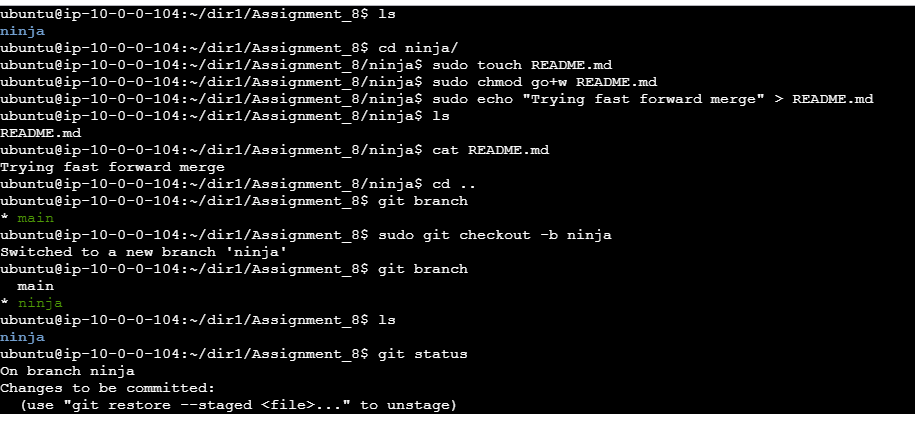 ubuntu@ip-10-0-0-104:~/dir1/Assignment_8$ ls
ninja
ubuntu@ip-10-0-0-104:~/dir1/Assignment_8$ cd ninja/
ubuntu@ip-10-0-0-104:~/dir1/Assignment_8/ninja$ sudo touch README.md
ubuntu@ip-10-0-0-104:~/dir1/Assignment_8/ninja$ sudo chmod go+w README.md
ubuntu@ip-10-0-0-104:~/dir1/Assignment_8/ninja$ sudo echo "Trying fast forward merge" > README.md
ubuntu@ip-10-0-0-104:~/dir1/Assignment_8/ninja$ ls
README.md
ubuntu@ip-10-0-0-104:~/dir1/Assignment_8/ninja$ cat README.md
Trying fast forward merge
ubuntu@ip-10-0-0-104:~/dir1/Assignment_8/ninja$ cd ..
ubuntu@ip-10-0-0-104:~/dir1/Assignment_8$ git branch
* main
ubuntu@ip-10-0-0-104:~/dir1/Assignment_8$ sudo git checkout -b ninja
Switched to a new branch 'ninja'
ubuntu@ip-10-0-0-104:~/dir1/Assignment_8$ git branch
  main
* ninja
ubuntu@ip-10-0-0-104:~/dir1/Assignment_8$ ls
ninja
ubuntu@ip-10-0-0-104:~/dir1/Assignment_8$ git status
On branch ninja
Changes to be committed:
  (use "git restore --staged <file>..." to unstage)